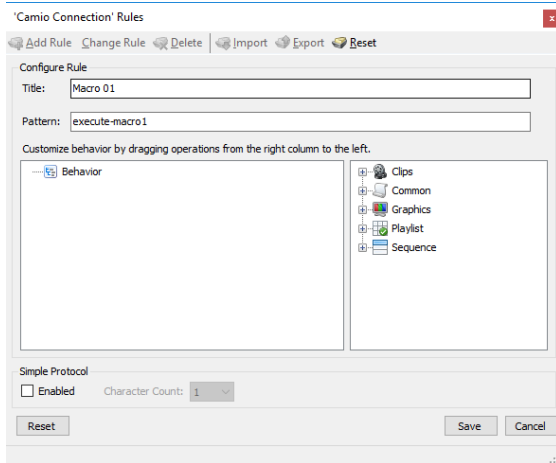 'Camio Connection' Rules
x
Add Rule Change Rule Delete Import Export Reset
Configure Rule
Title: Macro 01
Pattern: execute-macro1
Customize behavior by dragging operations from the right column to the left.
Behavior
Clips
Common
Graphics
Playlist
Sequence
Simple Protocol
Enabled Character Count: 1
Reset Save Cancel